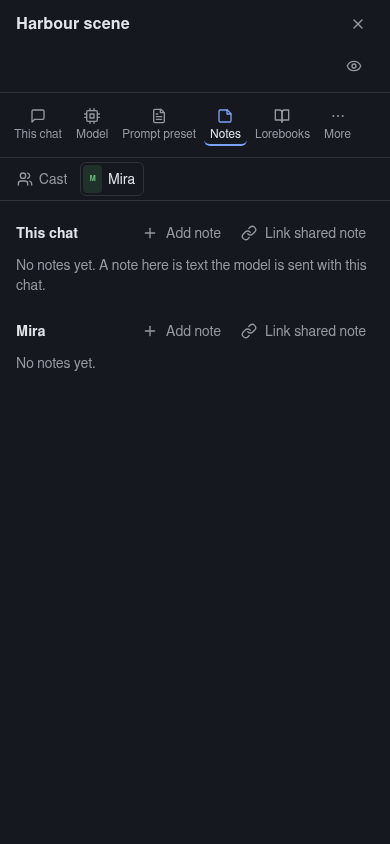 Harbour scene
This chat
Model
Prompt preset
Notes
Lorebooks
More
Cast
M
Mira
This chat
Add note
Link shared note
No notes yet. A note here is text the model is sent with this
chat.
Mira
Add note
Link shared note
No notes yet.